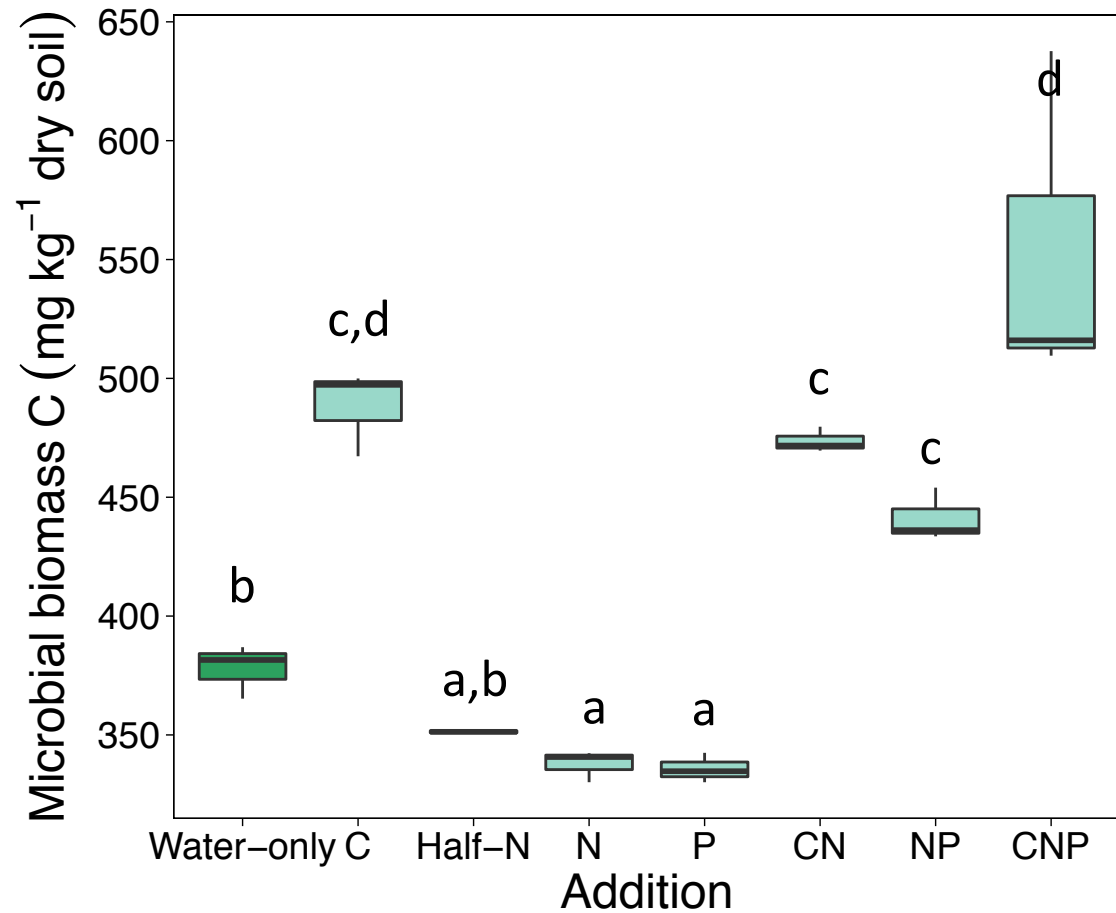 Microbial biomass C (mg kg⁻¹ dry soil)
650
600
550
500
450
400
350
b
c,d
a,b
a
a
c
c
d
Water−only
C
Half−N
N
P
CN
NP
CNP
Addition